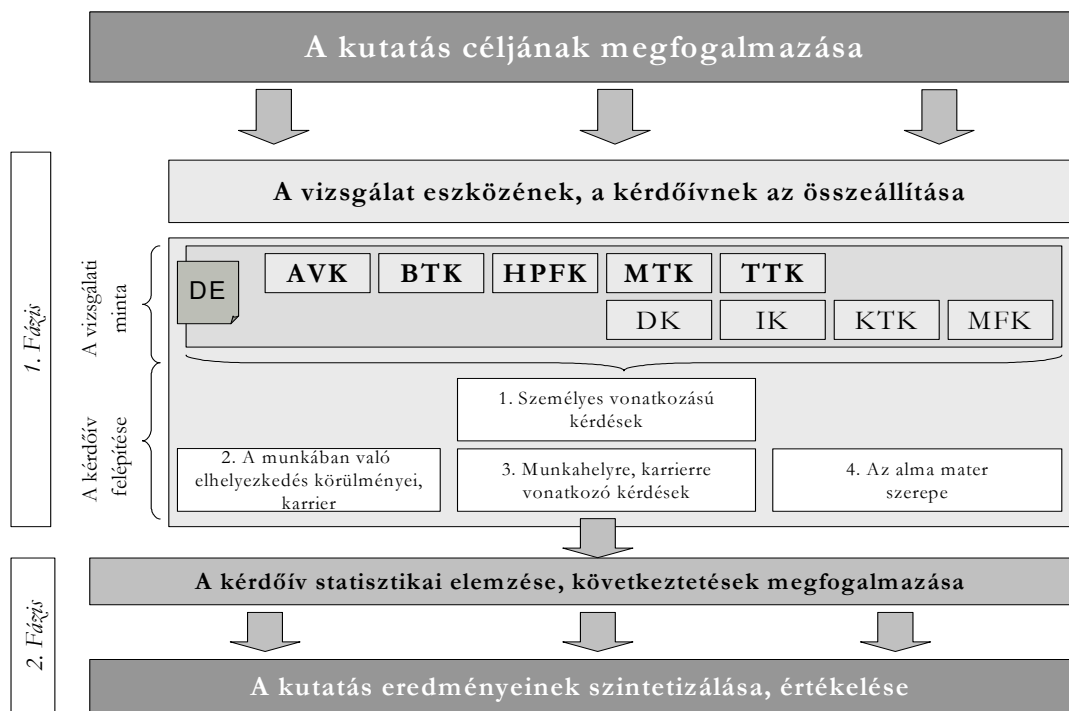 A kutatás céljának megfogalmazása
1. Fázis
A vizsgálat eszközének, a kérdőívnek az összeállítása
A vizsgálati
minta
DE
AVK BTK HPFK MTK TTK
DK IK KTK MFK
A kérdőív
felépítése
1. Személyes vonatkozású
kérdések
2. A munkában való
elhelyezkedés körülményei,
karrier
3. Munkahelyre, karrierre
vonatkozó kérdések
4. Az alma mater
szerepe
2. Fázis
A kérdőív statisztikai elemzése, következtetések megfogalmazása
A kutatás eredményeinek szintetizálása, értékelése